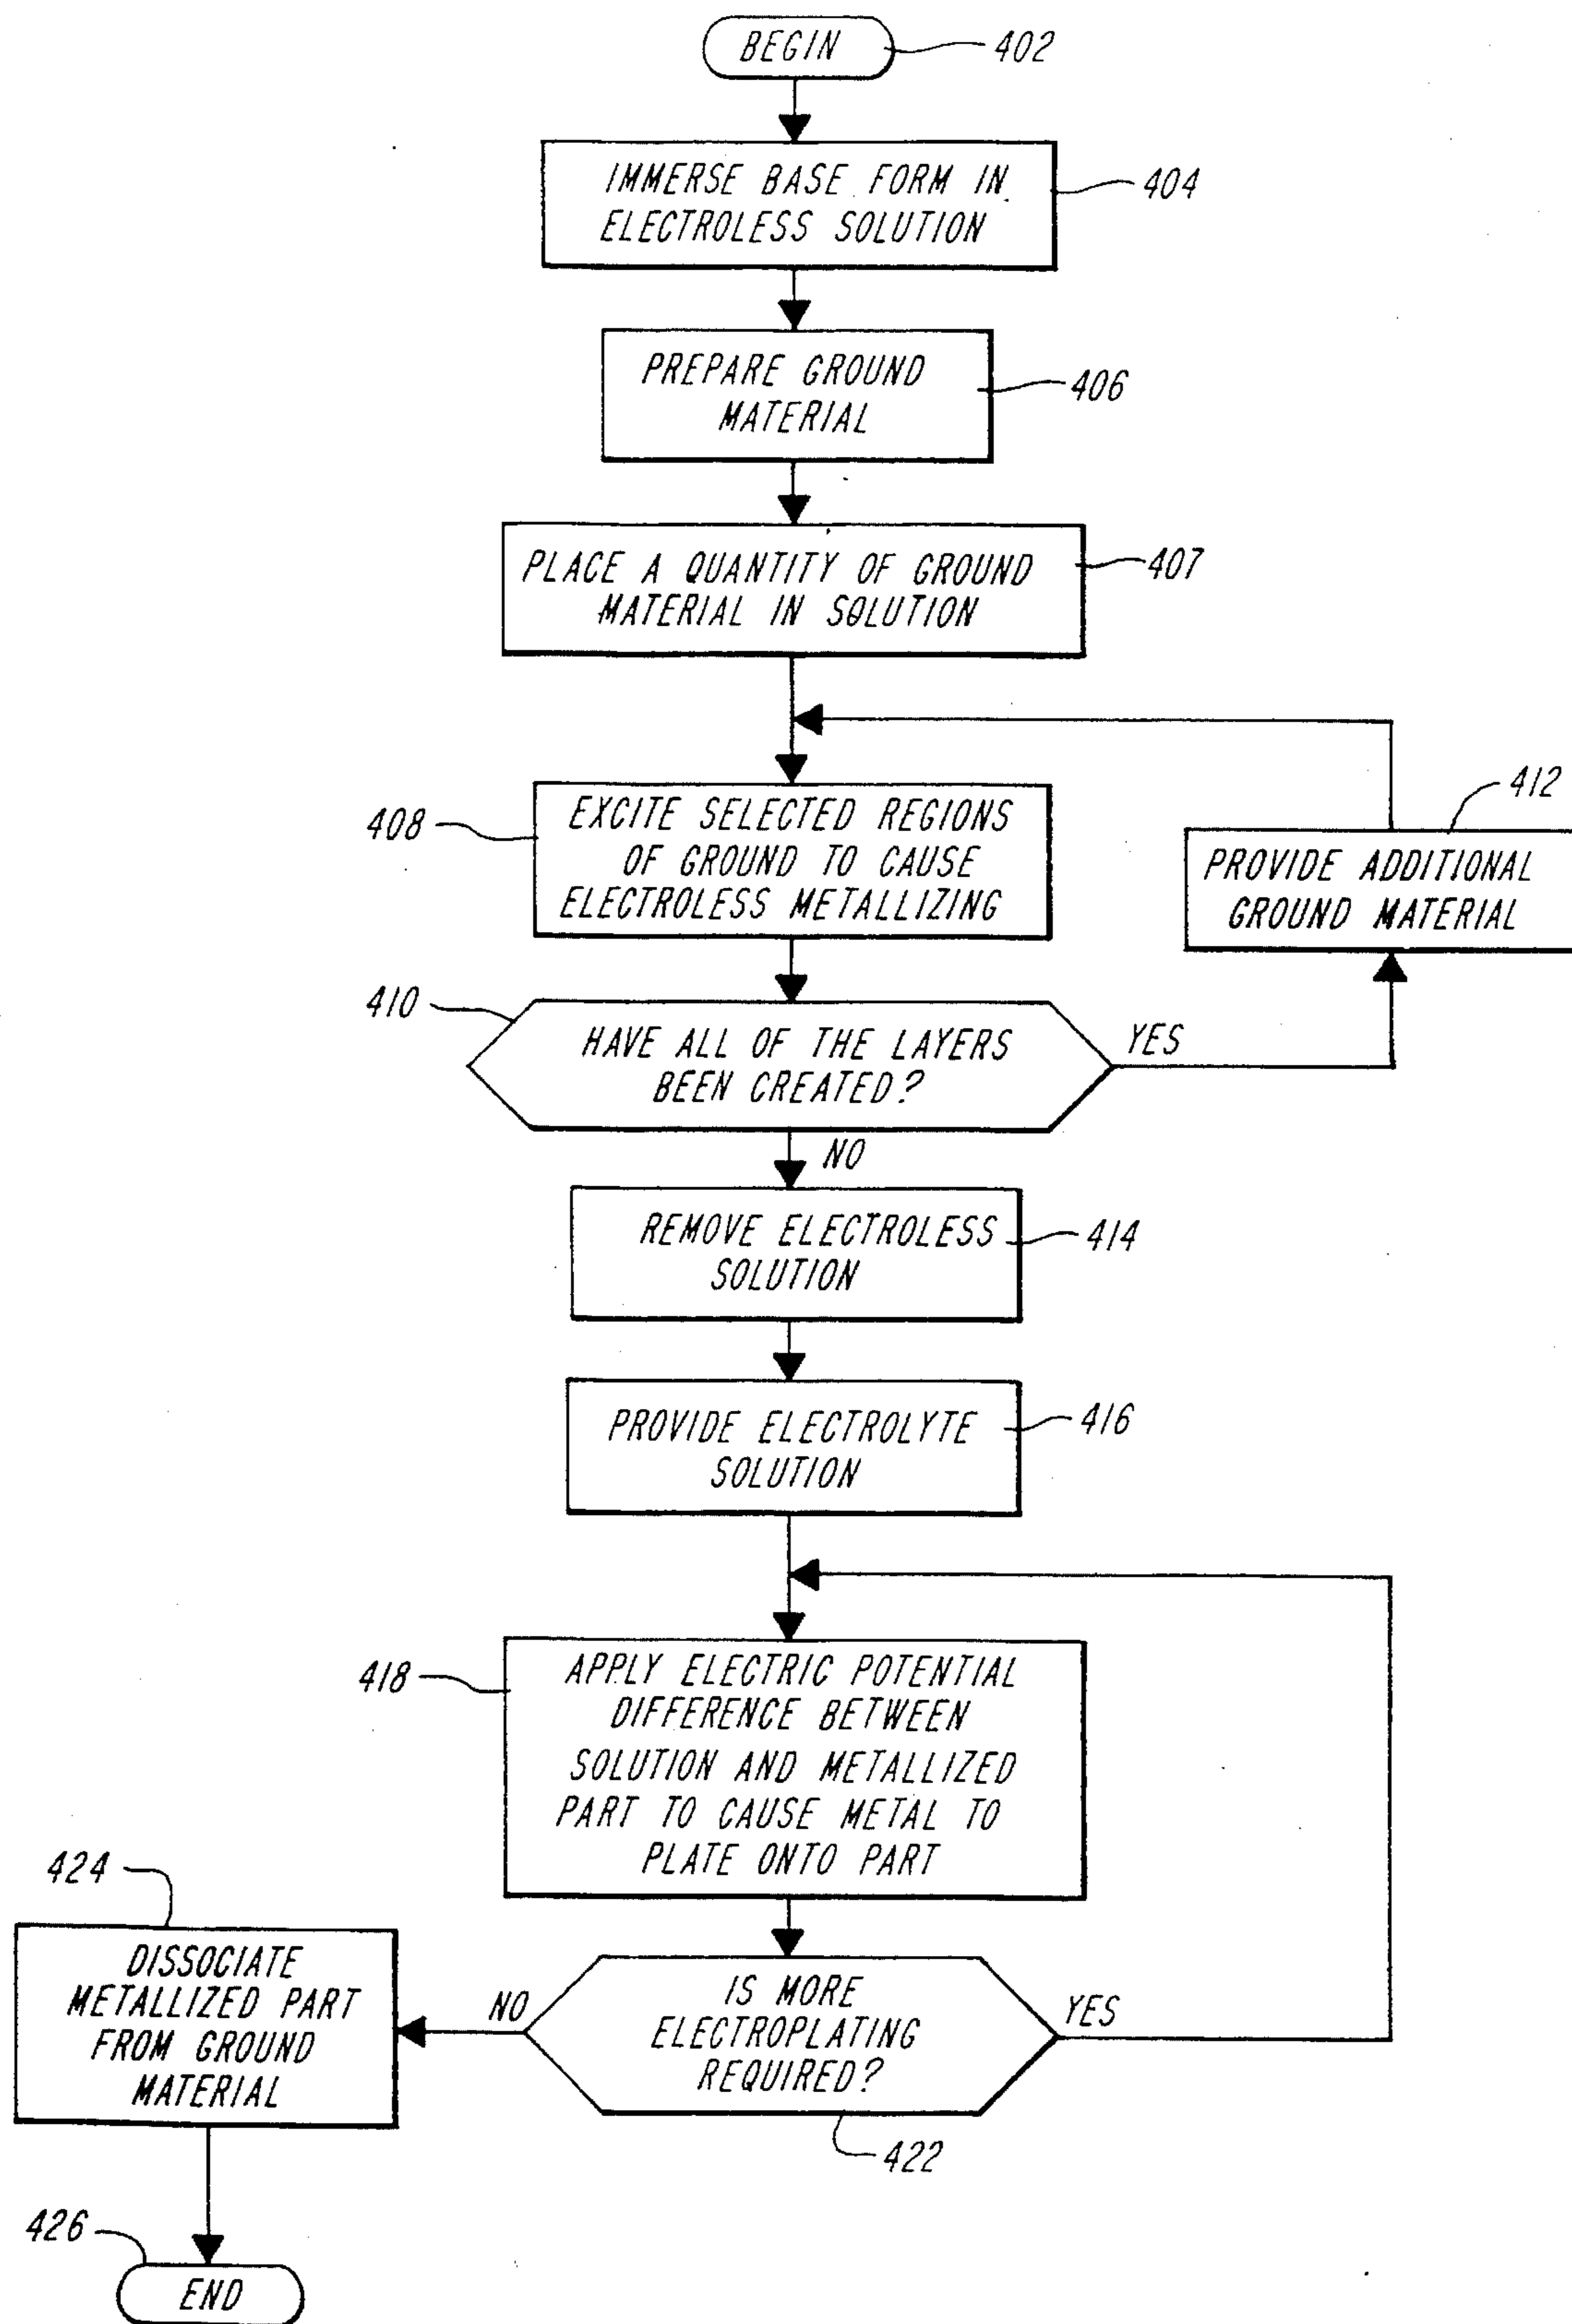 BEGIN
402
IMMERSE BASE FORM IN
ELECTROLESS SOLUTION
404
PREPARE GROUND
MATERIAL
406
PLACE A QUANTITY OF GROUND
MATERIAL IN SOLUTION
407
408
EXCITE SELECTED REGIONS
OF GROUND TO CAUSE
ELECTROLESS METALLIZING
412
PROVIDE ADDITIONAL
GROUND MATERIAL
410
HAVE ALL OF THE LAYERS
BEEN CREATED?
YES
NO
REMOVE ELECTROLESS
SOLUTION
414
PROVIDE ELECTROLYTE
SOLUTION
416
418
APPLY ELECTRIC POTENTIAL
DIFFERENCE BETWEEN
SOLUTION AND METALLIZED
PART TO CAUSE METAL TO
PLATE ONTO PART
424
DISSOCIATE
METALLIZED PART
FROM GROUND
MATERIAL
NO
IS MORE
ELECTROPLATING
REQUIRED?
YES
422
426
END